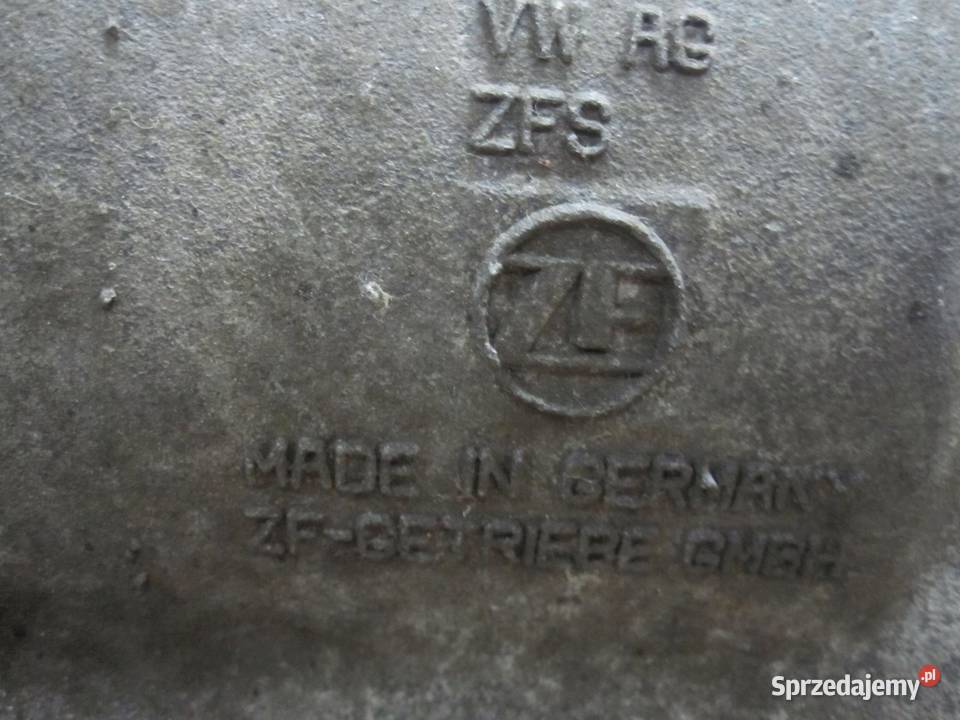 VW AG
ZFS
ZF
MADE IN GERMANY
ZF-GETRIEBE GMBH
Sprzedajemy.pl